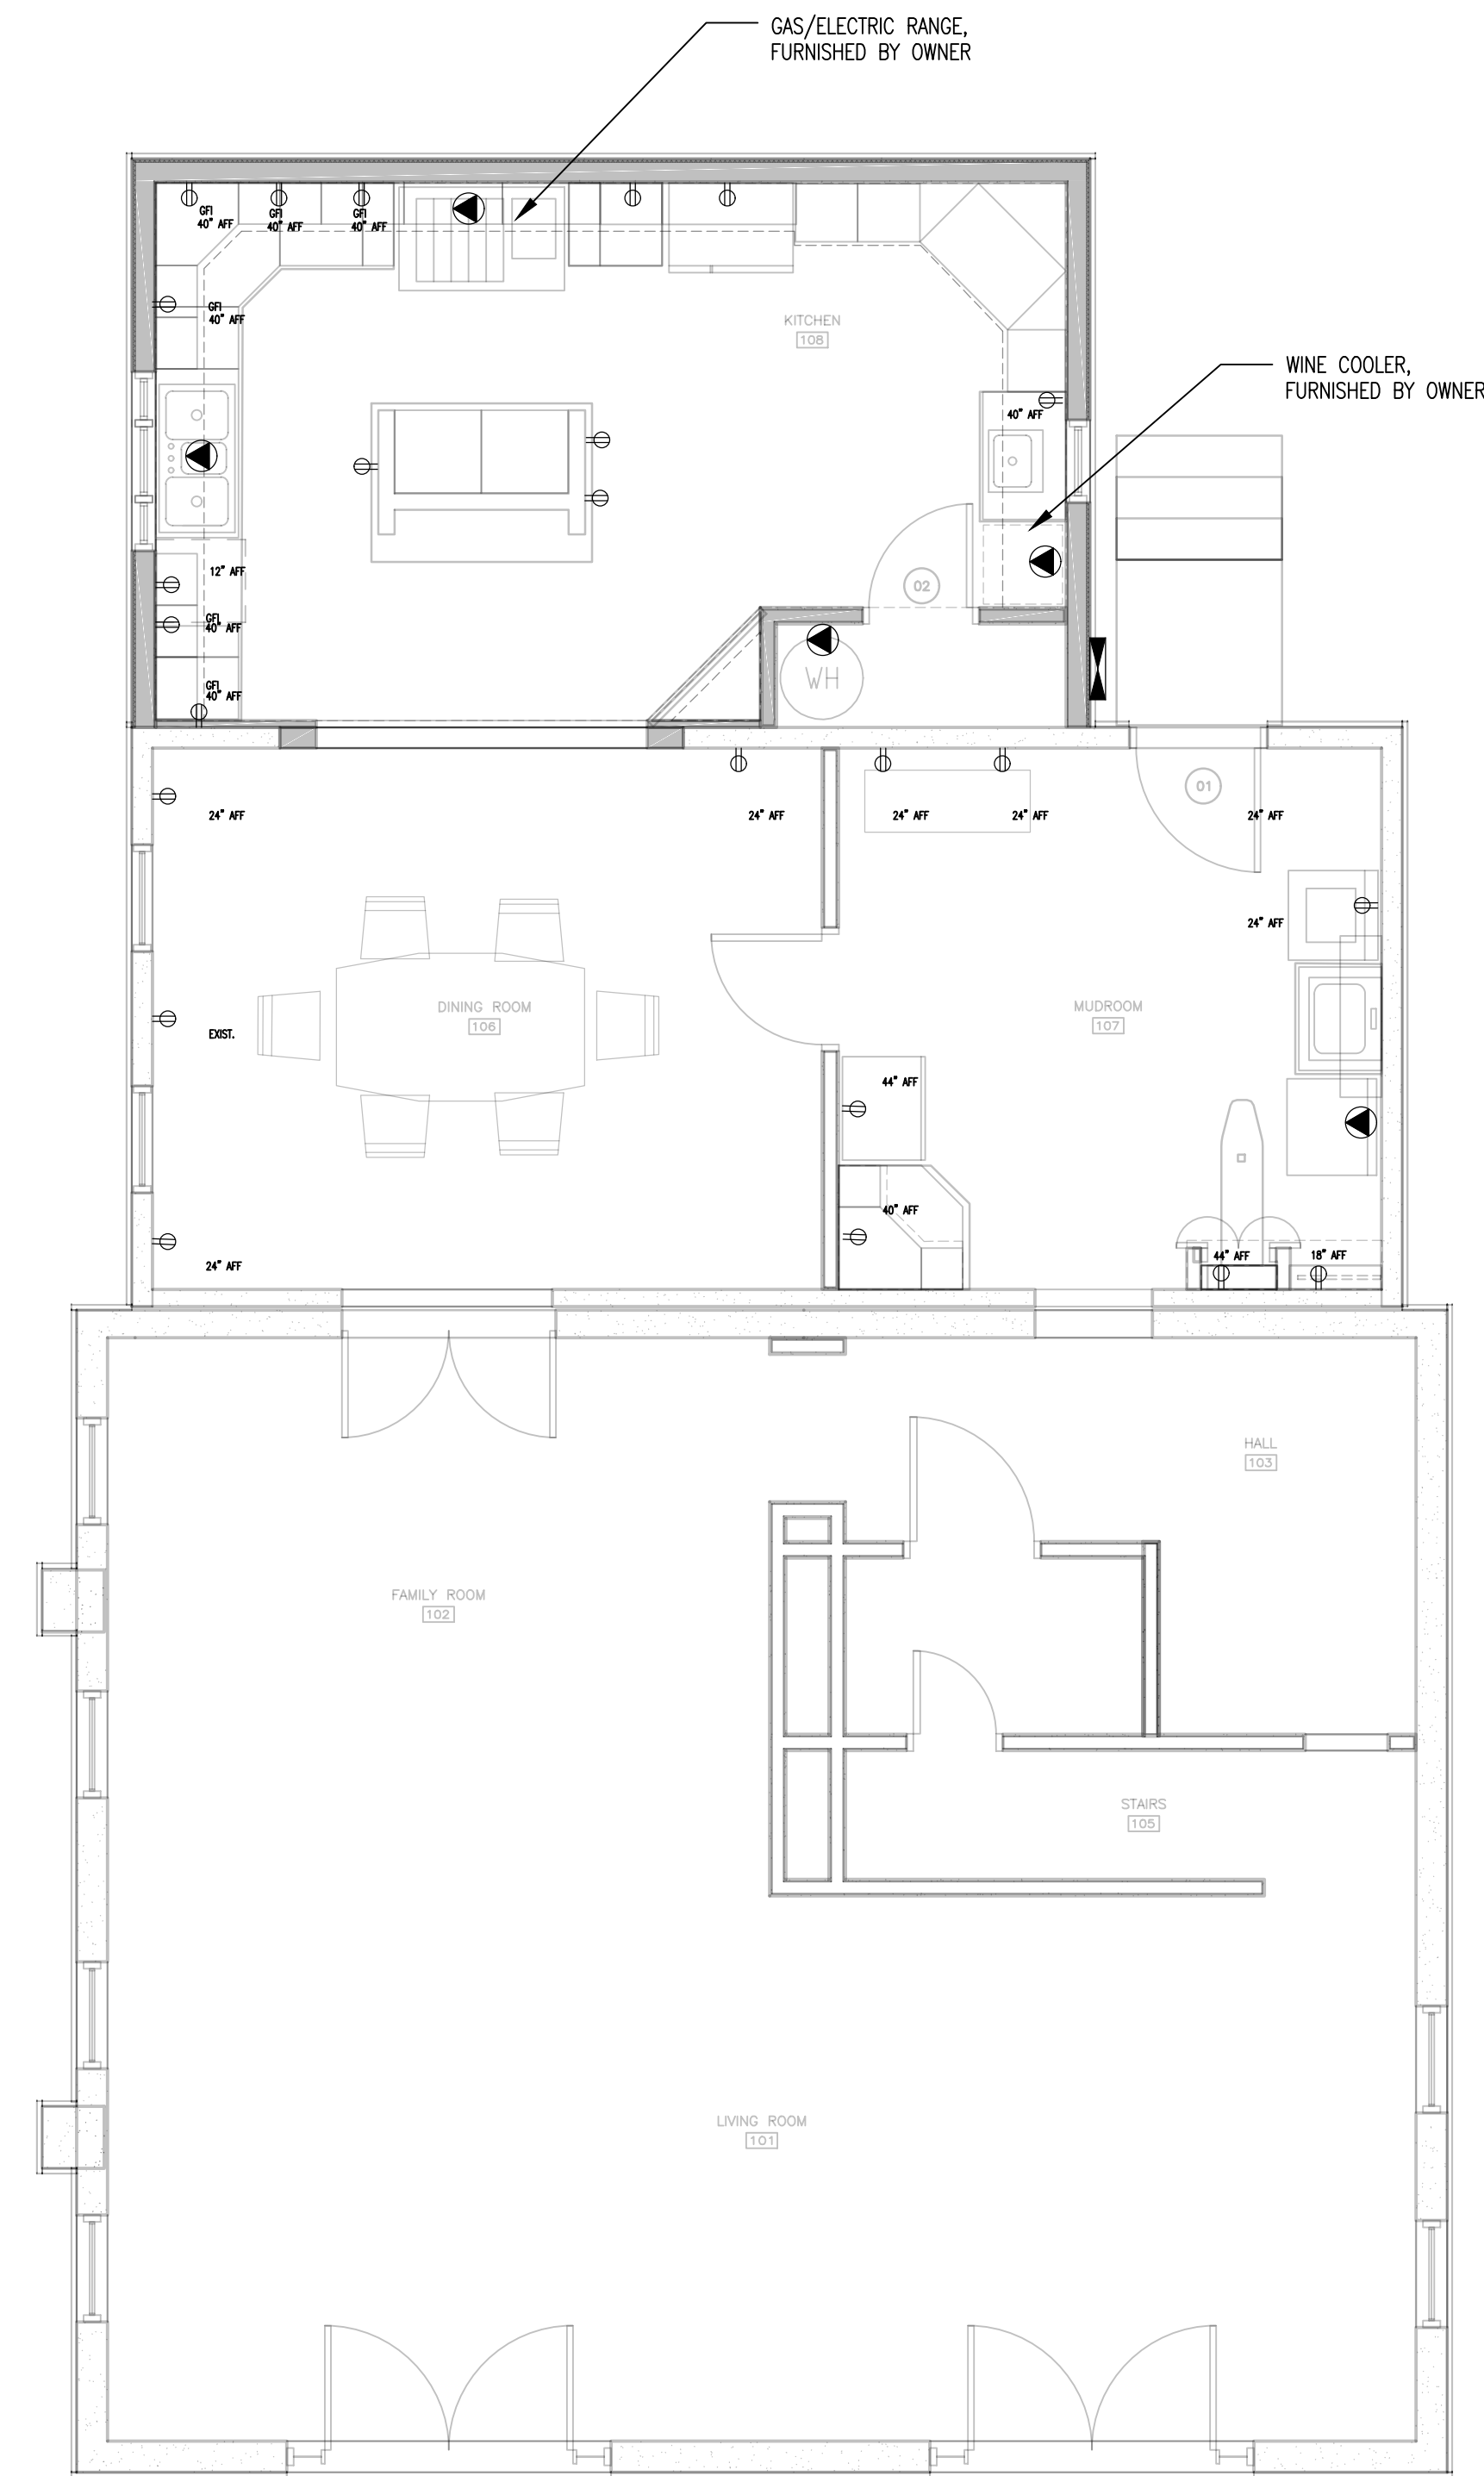 GAS/ELECTRIC RANGE,
FURNISHED BY OWNER
GFI
40" AFF
GFI
40" AFF
GFI
40" AFF
GFI
40" AFF
KITCHEN
108
WINE COOLER,
FURNISHED BY OWNER
40" AFF
12" AFF
02
GFI
40" AFF
WH
GFI
40" AFF
01
24" AFF
24" AFF
24" AFF
24" AFF
24" AFF
24" AFF
DINING ROOM
106
MUDROOM
107
EXIST.
44" AFF
40" AFF
24" AFF
44" AFF
18" AFF
HALL
103
FAMILY ROOM
102
STAIRS
105
LIVING ROOM
101